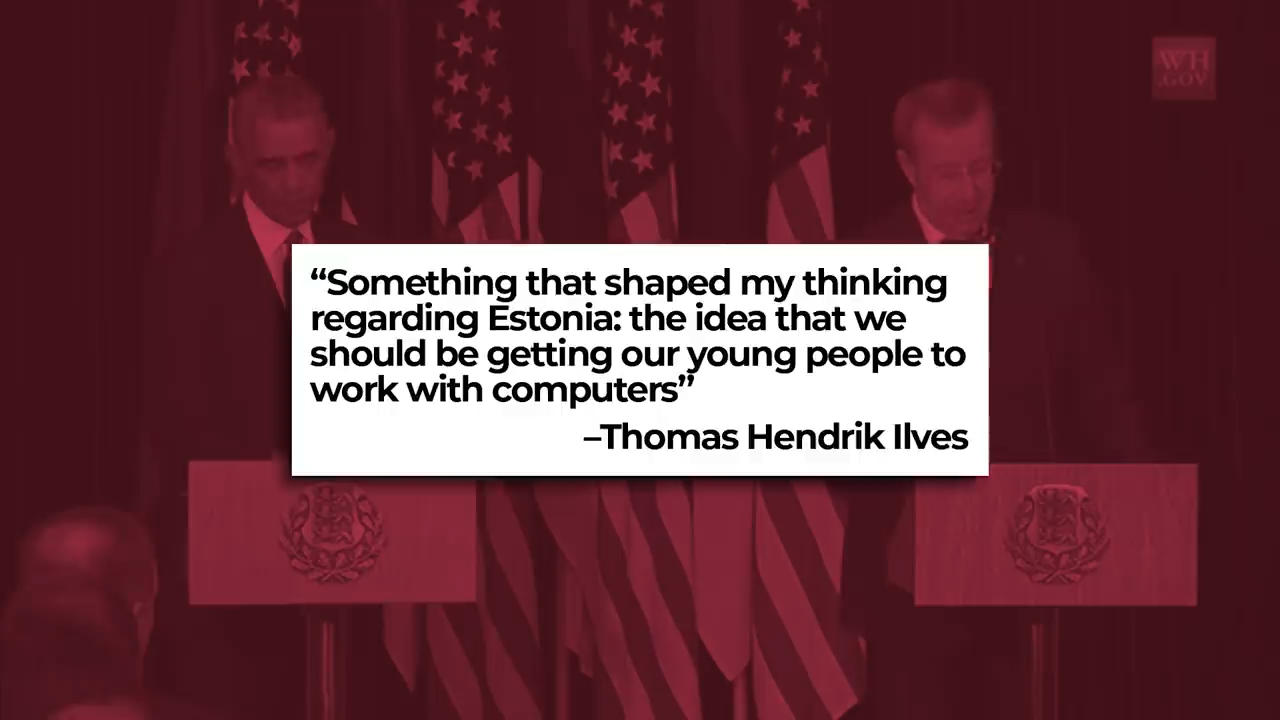 WH
.GOV
“Something that shaped my thinking
regarding Estonia: the idea that we
should be getting our young people to
work with computers”
–Thomas Hendrik Ilves